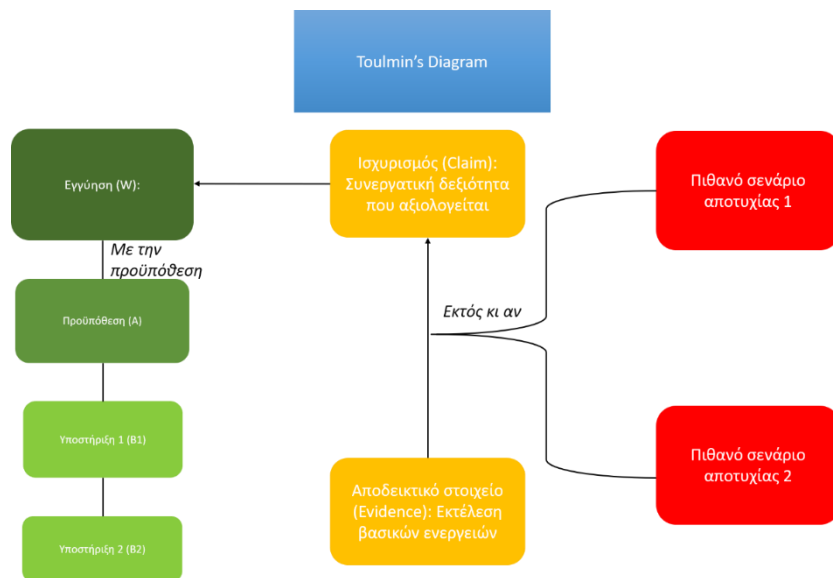 Toulmin's Diagram
Εγγύηση (W):
Ισχυρισμός (Claim):
Συνεργατική δεξιότητα
που αξιολογείται
Πιθανό σενάριο
αποτυχίας 1
Με την
προϋπόθεση
Προϋπόθεση (A)
Εκτός κι αν
Υποστήριξη 1 (B1)
Αποδεικτικό στοιχείο
(Evidence): Εκτέλεση
βασικών ενεργειών
Πιθανό σενάριο
αποτυχίας 2
Υποστήριξη 2 (B2)